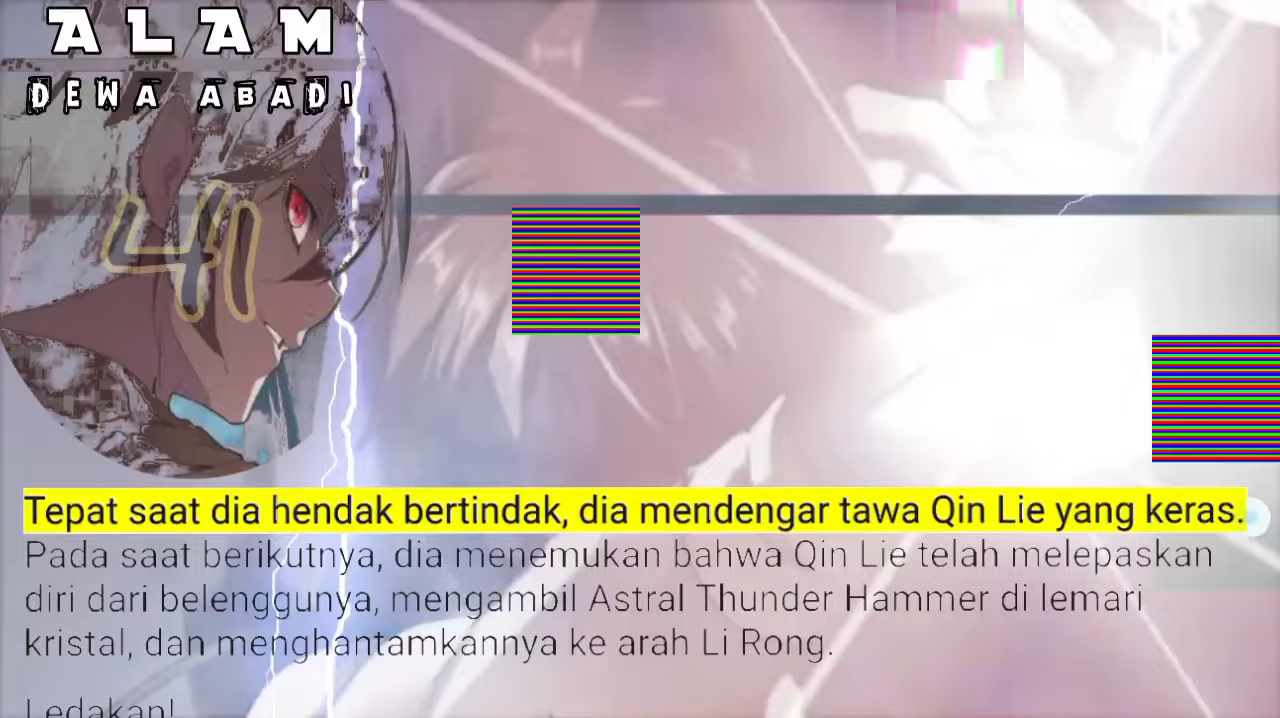 ALAM
DEWA ABADI
41
Tepat saat dia hendak bertindak, dia mendengar tawa Qin Lie yang keras.
Pada saat berikutnya, dia menemukan bahwa Qin Lie telah melepaskan
diri dari belenggunya, mengambil Astral Thunder Hammer di lemari
kristal, dan menghantamkannya ke arah Li Rong.
Ledakan!